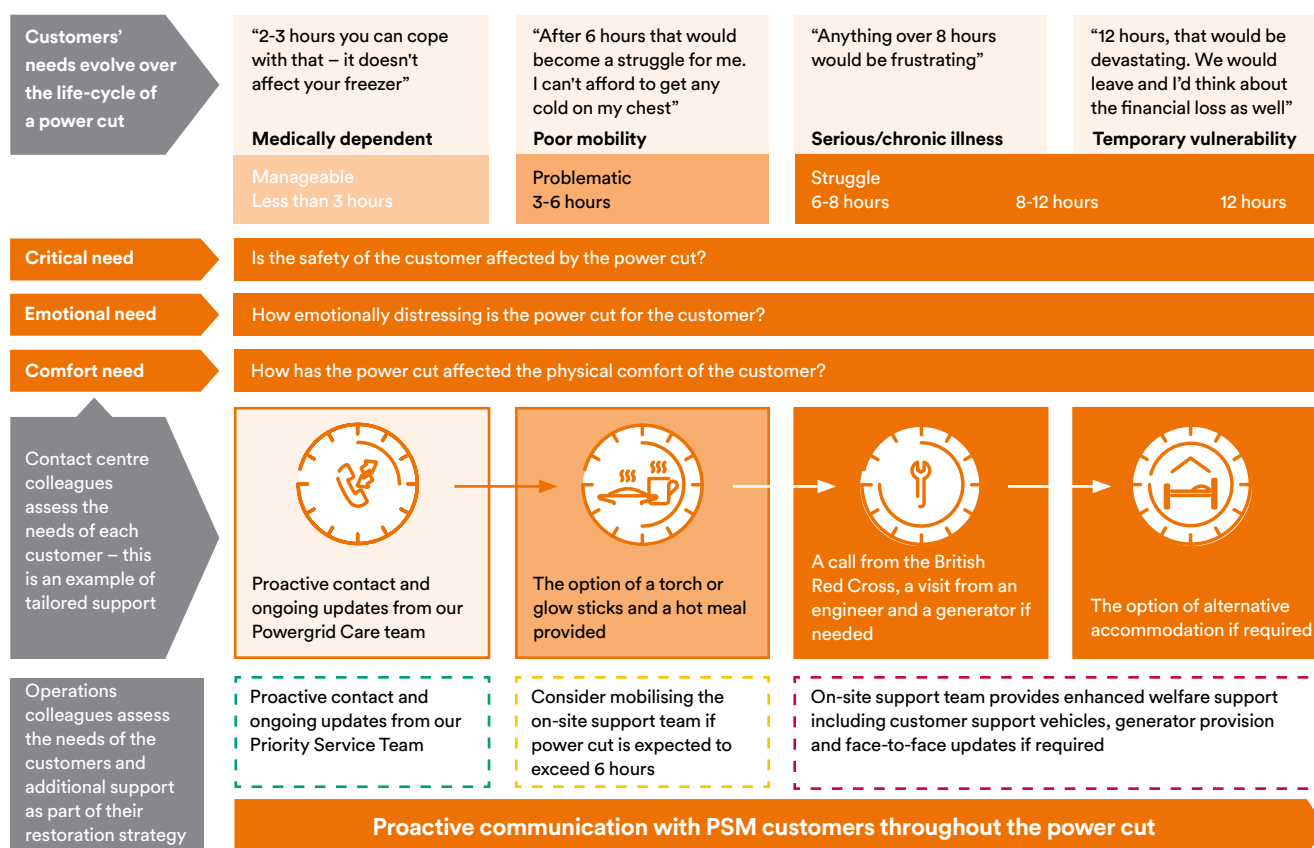 Customers’
needs evolve over
the life-cycle of
a power cut
“2-3 hours you can cope
with that – it doesn't
affect your freezer”
Medically dependent
“After 6 hours that would
become a struggle for me.
I can't afford to get any
cold on my chest”
Poor mobility
“Anything over 8 hours
would be frustrating”
Serious/chronic illness
“12 hours, that would be
devastating. We would
leave and I’d think about
the financial loss as well”
Temporary vulnerability
Manageable
Less than 3 hours
Problematic
3-6 hours
Struggle
6-8 hours
8-12 hours
12 hours
Critical need
Is the safety of the customer affected by the power cut?
Emotional need
How emotionally distressing is the power cut for the customer?
Comfort need
How has the power cut affected the physical comfort of the customer?
Contact centre
colleagues
assess the
needs of each
customer – this
is an example of
tailored support
Proactive contact and
ongoing updates from our
Powergrid Care team
The option of a torch or
glow sticks and a hot meal
provided
A call from the British
Red Cross, a visit from an
engineer and a generator if
needed
The option of alternative
accommodation if required
Operations
colleagues assess
the needs of the
customers and
additional support
as part of their
restoration strategy
Proactive contact and
ongoing updates from our
Priority Service Team
Consider mobilising the
on-site support team if
power cut is expected to
exceed 6 hours
On-site support team provides enhanced welfare support
including customer support vehicles, generator provision
and face-to-face updates if required
Proactive communication with PSM customers throughout the power cut